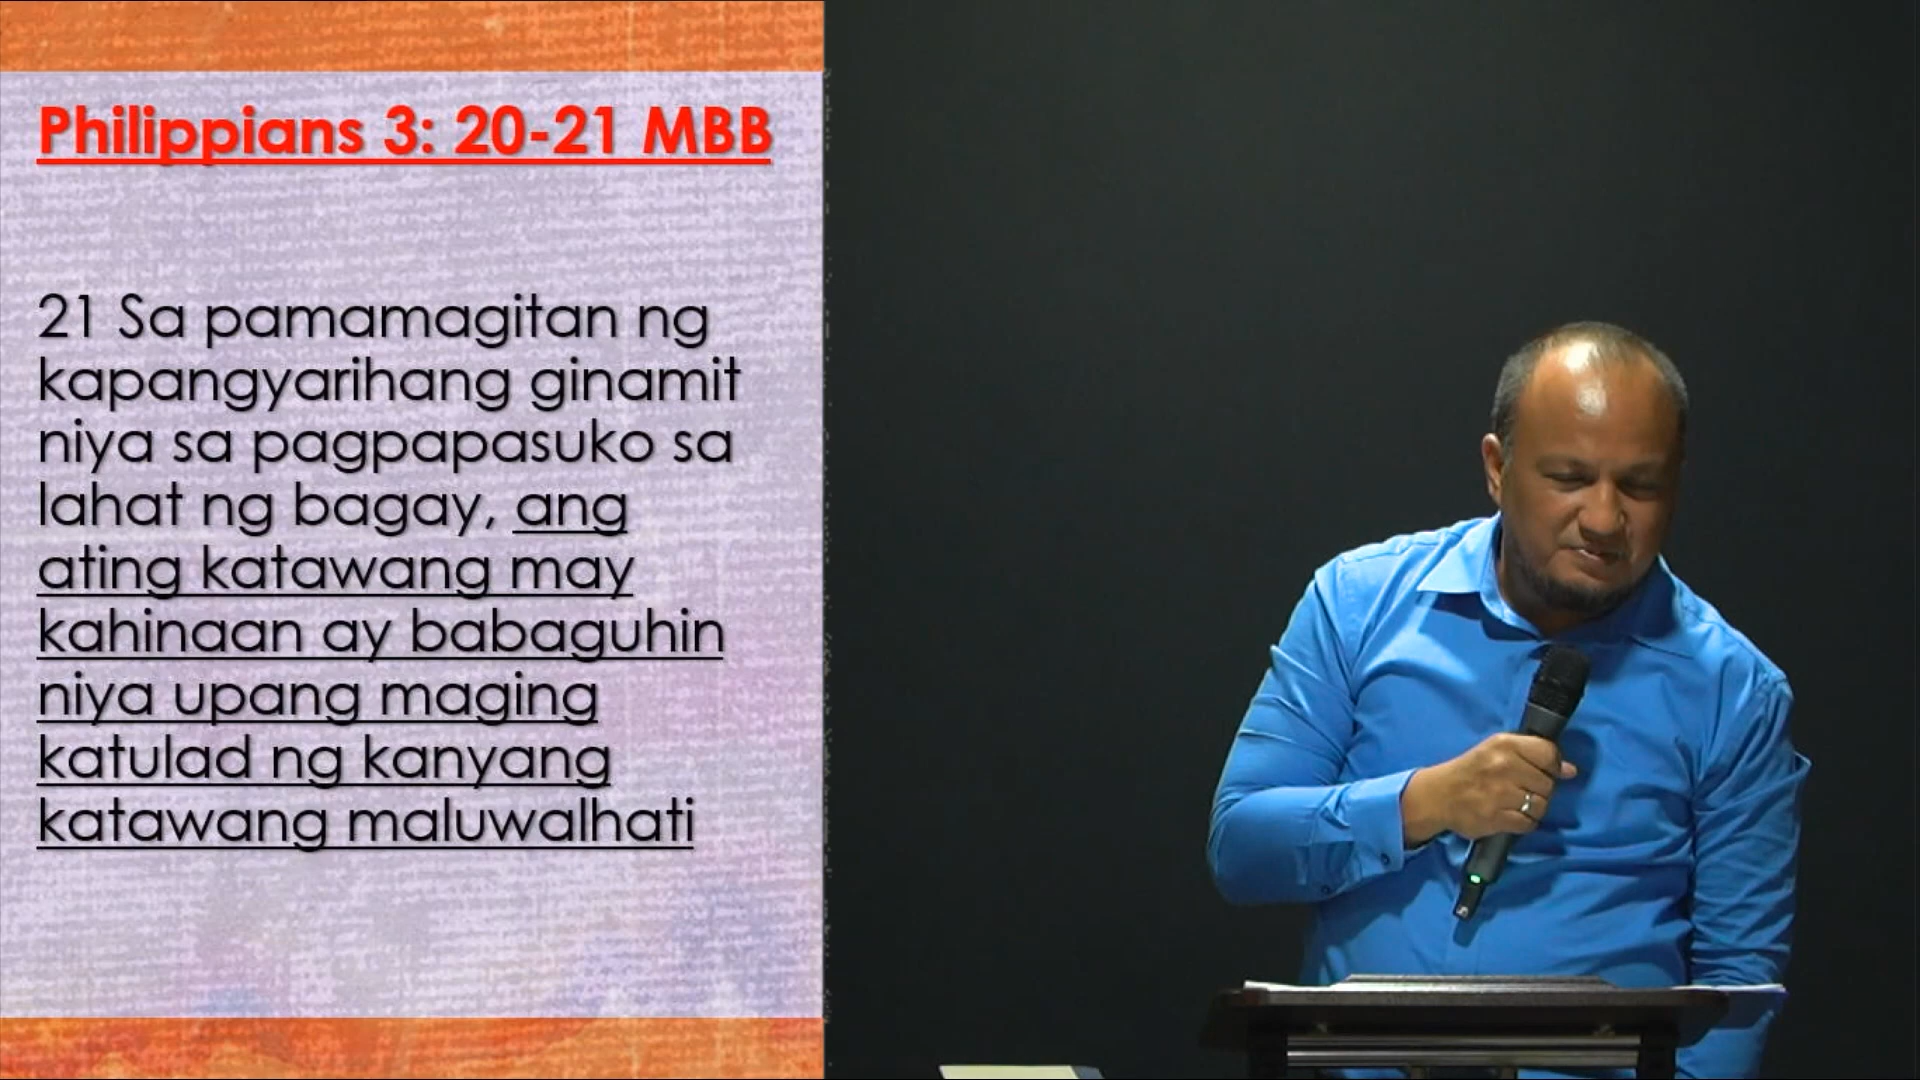 Philippians 3: 20-21 MBB
21 Sa pamamagitan ng
kapangyarihang ginamit
niya sa pagpapasuko sa
lahat ng bagay, ang
ating katawang may
kahinaan ay babaguhin
niya upang maging
katulad ng kanyang
katawang maluwalhati